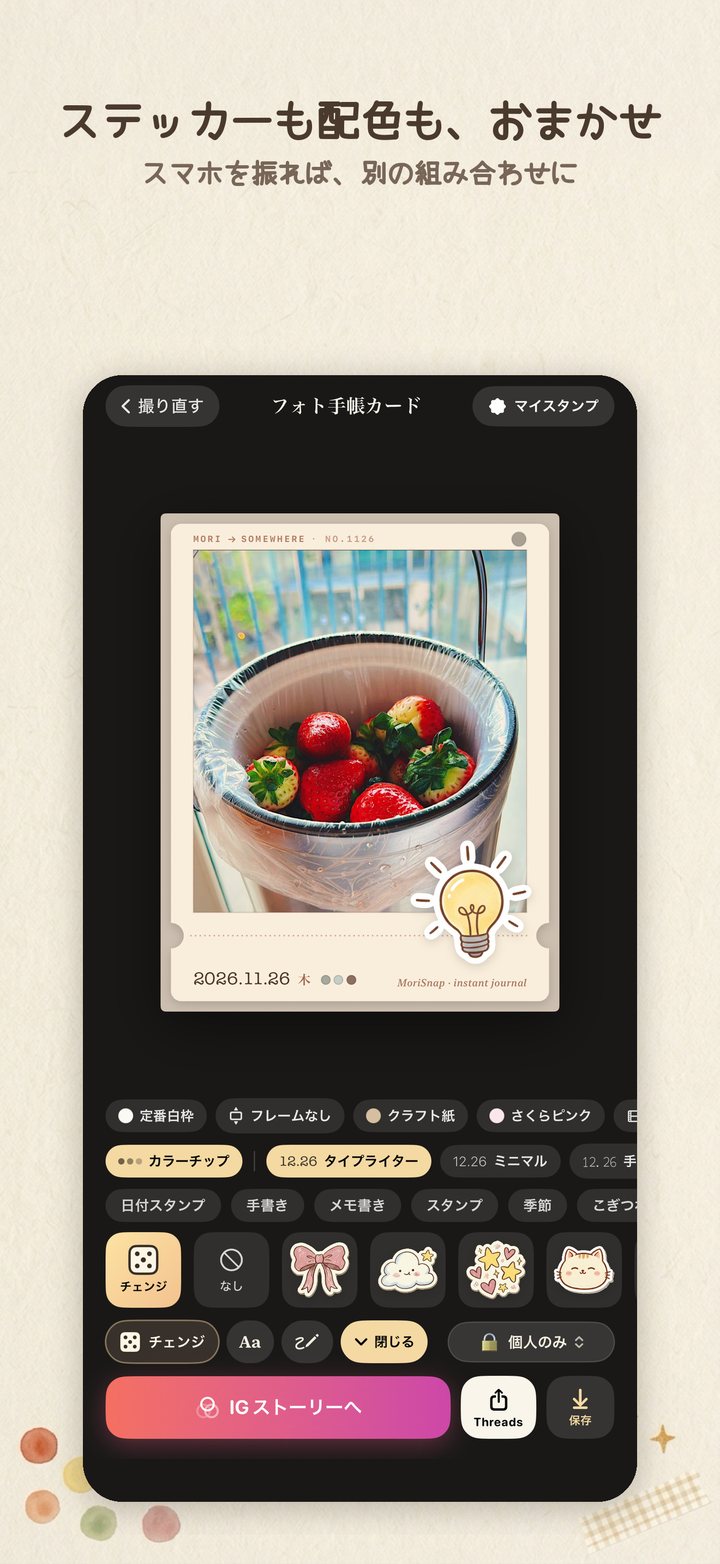 ステッカーも配色も、おまかせ
スマホを振れば、別の組み合わせに
撮り直す
フォト手帳カード
マイスタンプ
MORI → SOMEWHERE · NO.1126
2026.11.26 木
MoriSnap · instant journal
定番白枠
フレームなし
クラフト紙
さくらピンク
カラーチップ
12.26 タイプライター
12.26 ミニマル
12.26 手
日付スタンプ
手書き
メモ書き
スタンプ
季節
こぎつ
チェンジ
なし
チェンジ
Aa
閉じる
個人のみ
IG ストーリーへ
Threads
保存